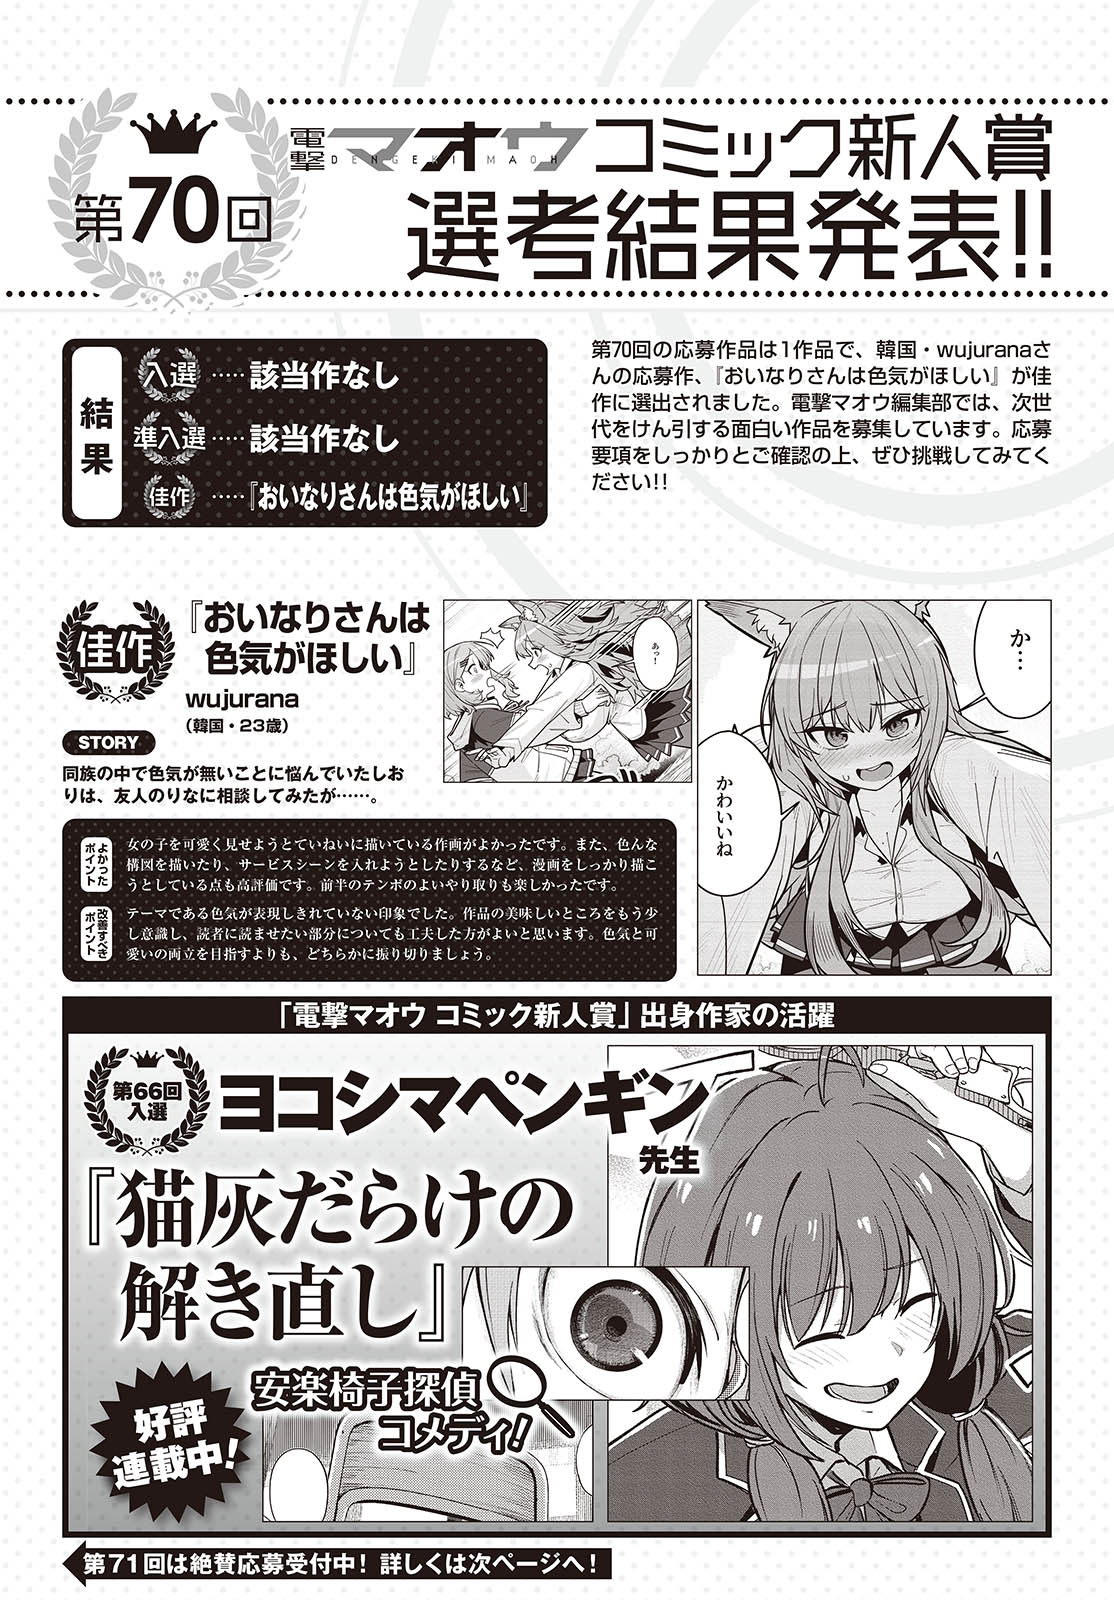 第70回
電撃マオウ コミック新人賞
DENGEKI MAOH
選考結果発表!!
結果
入選 ……該当作なし
準入選 ……該当作なし
佳作 ……『おいなりさんは色気がほしい』
第70回の応募作品は1作品で、韓国・wujuranaさ
んの応募作、『おいなりさんは色気がほしい』が佳
作に選出されました。電撃マオウ編集部では、次世
代をけん引する面白い作品を募集しています。応募
要項をしっかりとご確認の上、ぜひ挑戦してみてく
ださい!!
佳作
『おいなりさんは
色気がほしい』
wujurana
（韓国・23歳）
STORY
同族の中で色気が無いことに悩んでいたしお
りは、友人のりなに相談してみたが……。
あっ！
か…
かわいいね
よかった
ポイント
女の子を可愛く見せようとていねいに描いている作画がよかったです。また、色んな
構図を描いたり、サービスシーンを入れようとしたりするなど、漫画をしっかり描こ
うとしている点も高評価です。前半のテンポのよいやり取りも楽しかったです。
改善すべき
ポイント
テーマである色気が表現しきれていない印象でした。作品の美味しいところをもう少
し意識し、読者に読ませたい部分についても工夫した方がよいと思います。色気と可
愛いの両立を目指すよりも、どちらかに振り切りましょう。
「電撃マオウ コミック新人賞」出身作家の活躍
第66回
入選
ヨコシマペンギン
先生
『猫灰だらけの
解き直し』
安楽椅子探偵
コメディ！
好評
連載中！
第71回は絶賛応募受付中！ 詳しくは次ページへ！